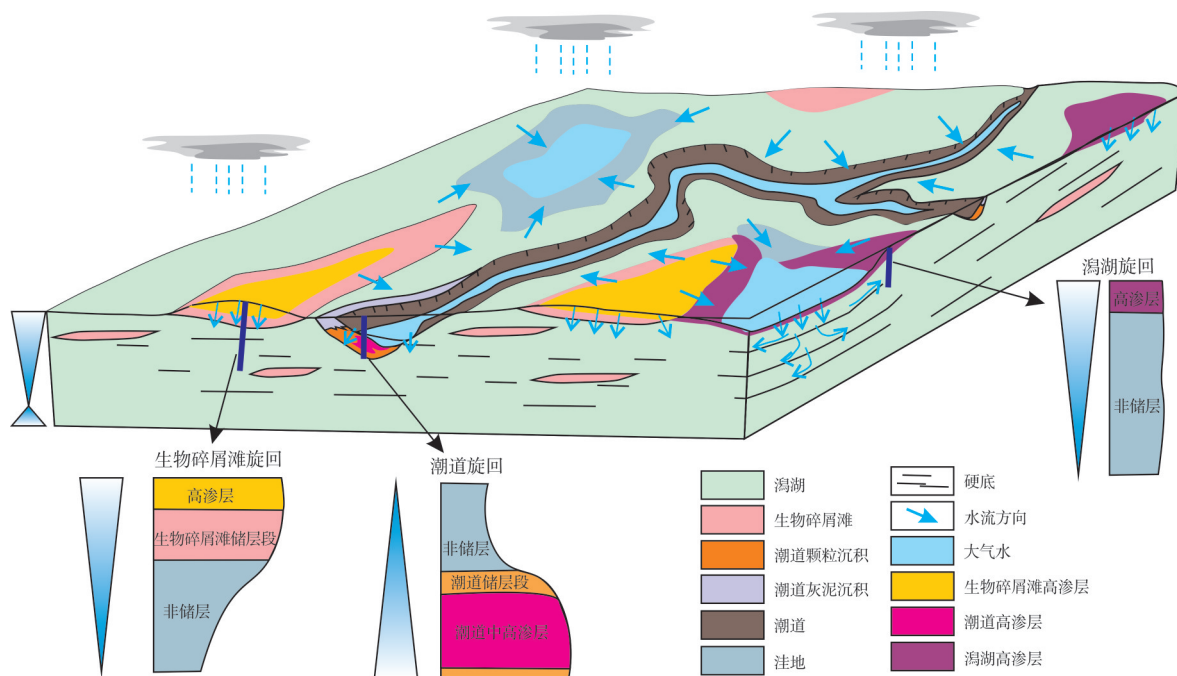 潟湖旋回
高渗层
非储层
生物碎屑滩旋回
高渗层
生物碎屑滩储层段
非储层
潮道旋回
非储层
潮道储层段
潮道中高渗层
潟湖
生物碎屑滩
潮道颗粒沉积
潮道灰泥沉积
潮道
洼地
硬底
水流方向
大气水
生物碎屑滩高渗层
潮道高渗层
潟湖高渗层